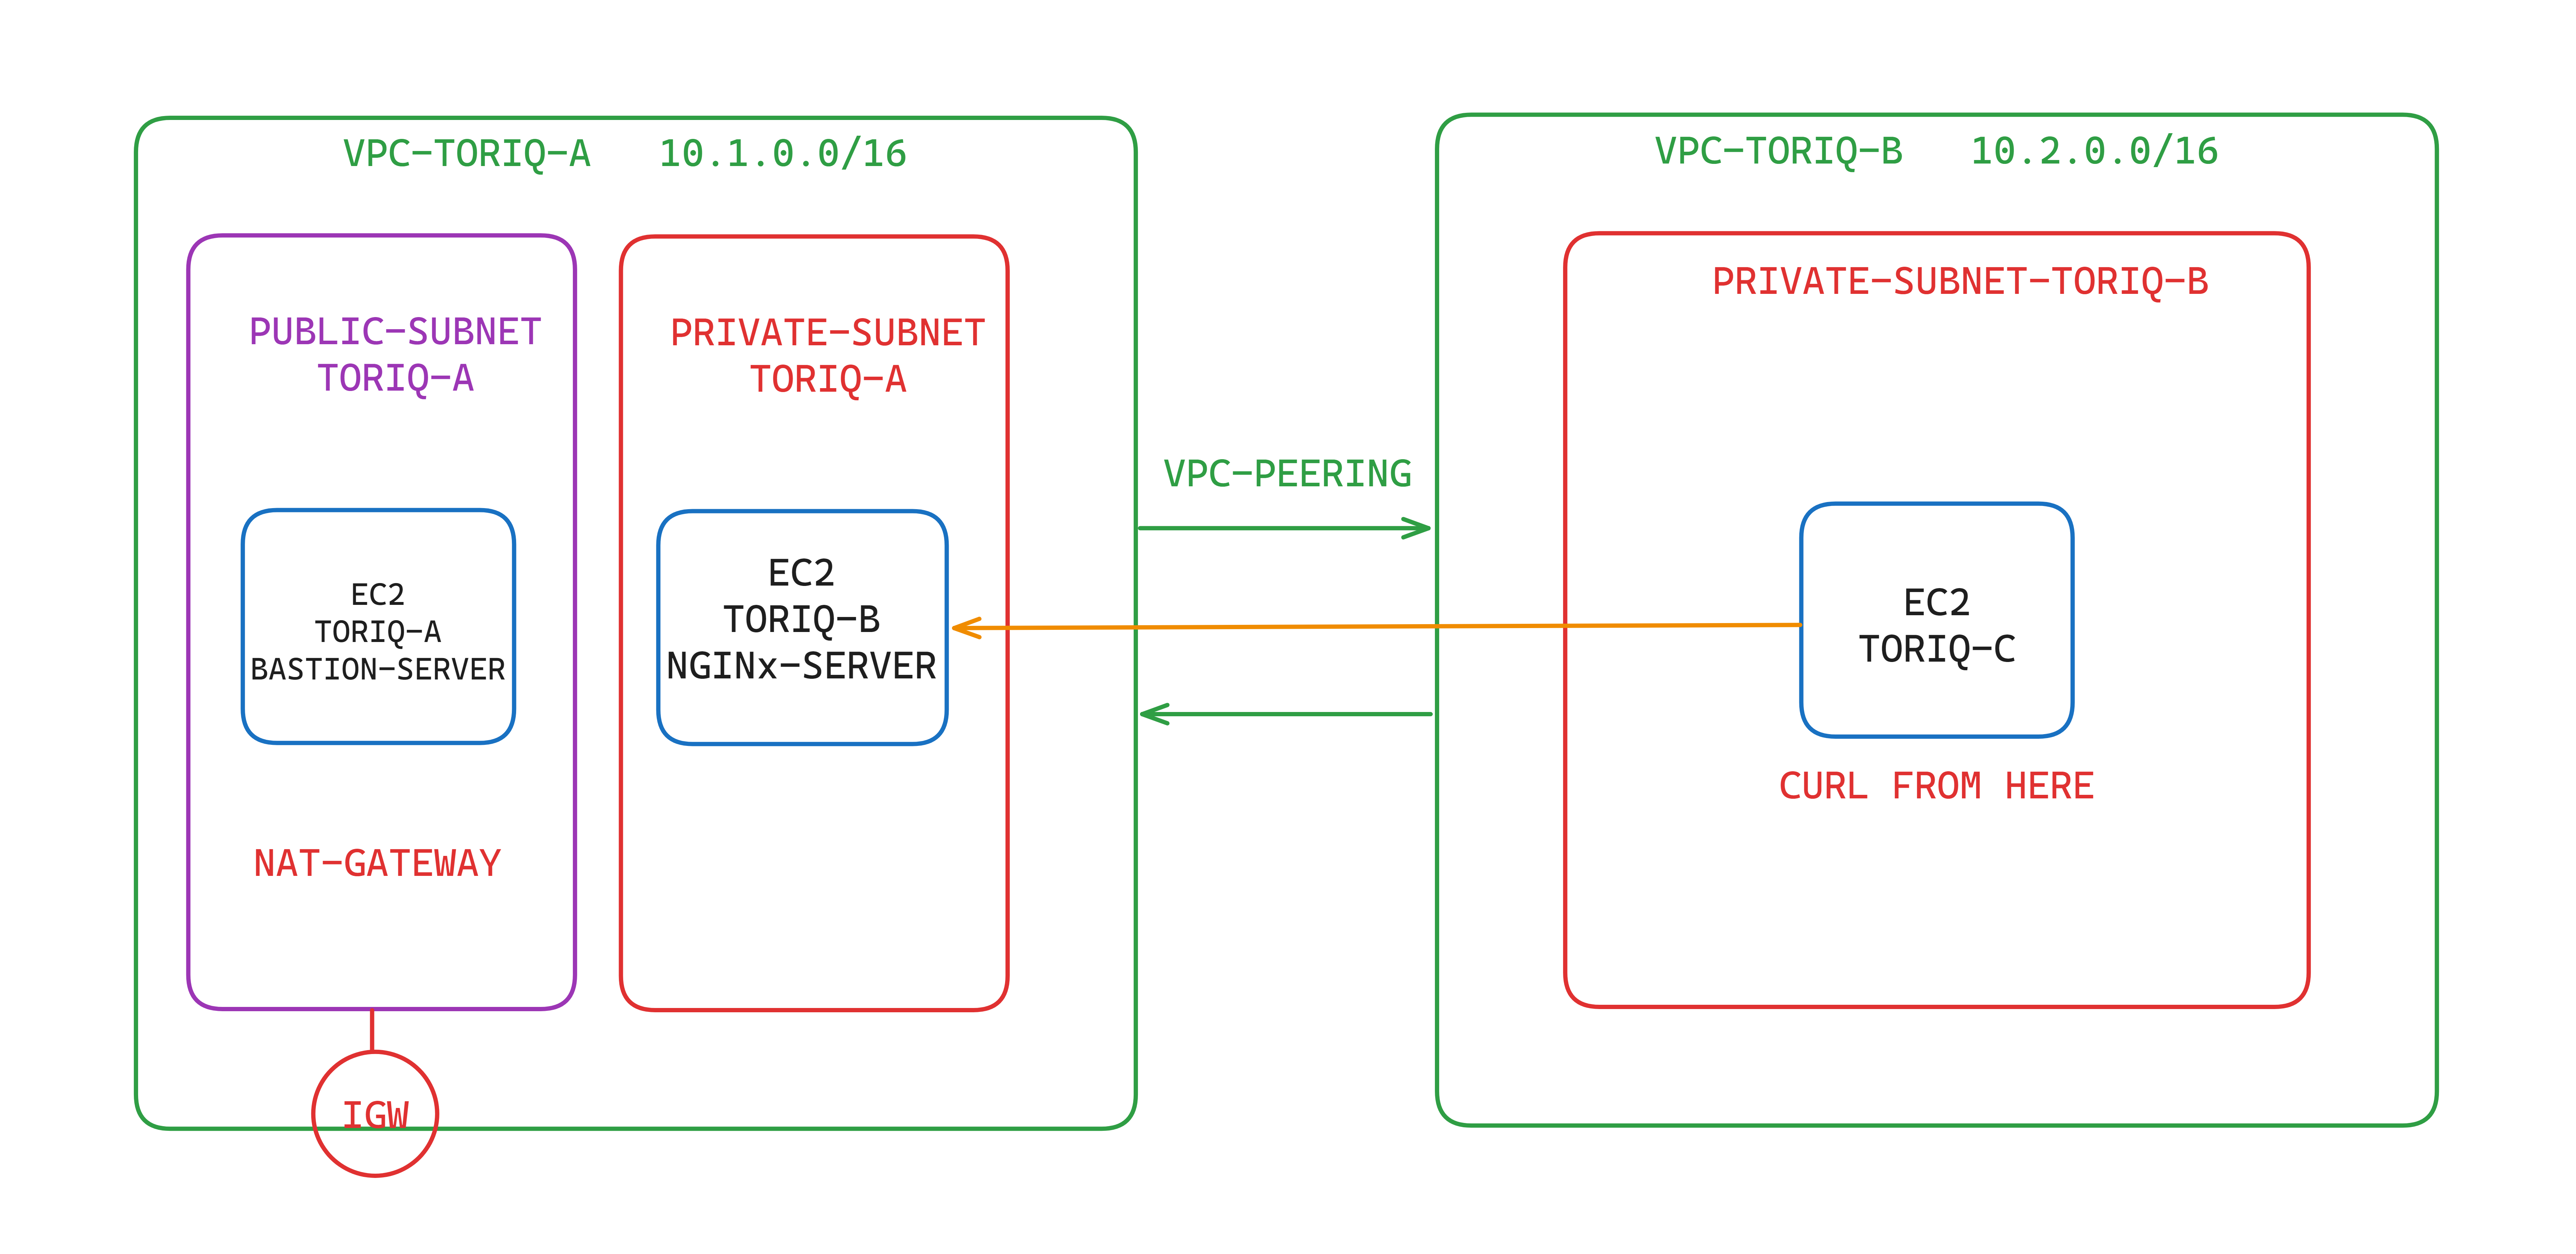 VPC-TORIQ-A 10.1.0.0/16
PUBLIC-SUBNET
TORIQ-A
EC2
TORIQ-A
BASTION-SERVER
NAT-GATEWAY
IGW
PRIVATE-SUBNET
TORIQ-A
EC2
TORIQ-B
NGINx-SERVER
VPC-PEERING
VPC-TORIQ-B 10.2.0.0/16
PRIVATE-SUBNET-TORIQ-B
EC2
TORIQ-C
CURL FROM HERE